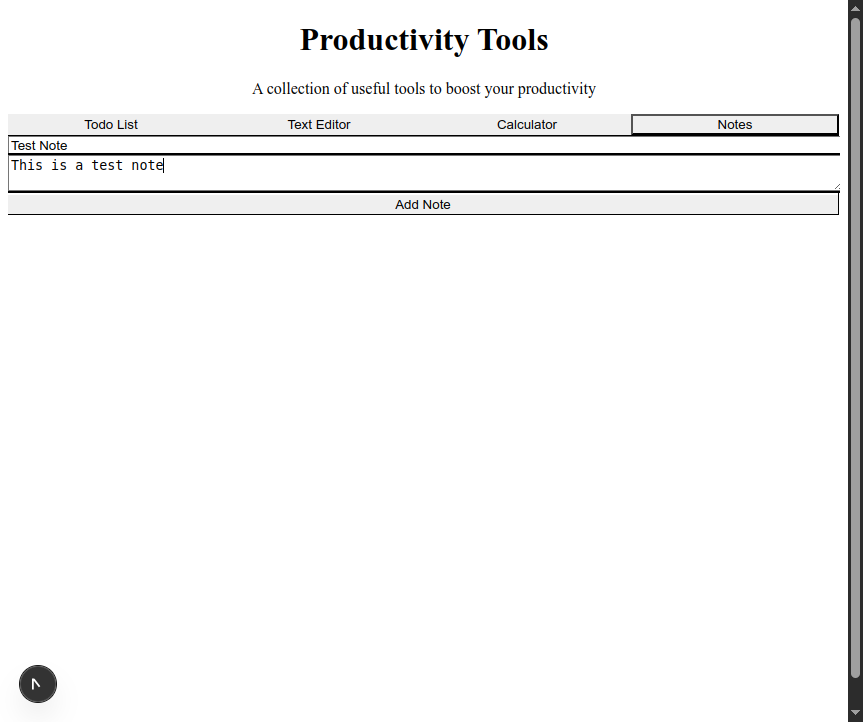 Productivity Tools
A collection of useful tools to boost your productivity
Todo List Text Editor Calculator Notes
Test Note
This is a test note
Add Note